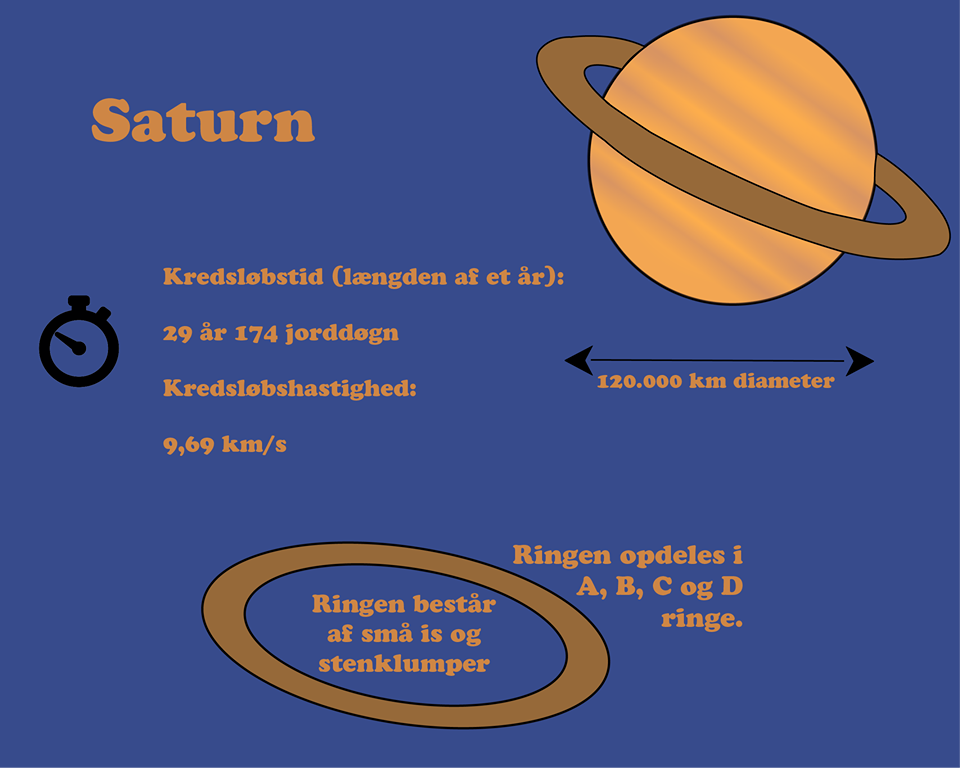 Saturn
Kredsløbstid (længden af et år):
29 år 174 jorddøgn
Kredsløbshastighed:
9,69 km/s
120.000 km diameter
Ringen opdeles i
A, B, C og D
ringe.
Ringen består
af små is og
stenklumper